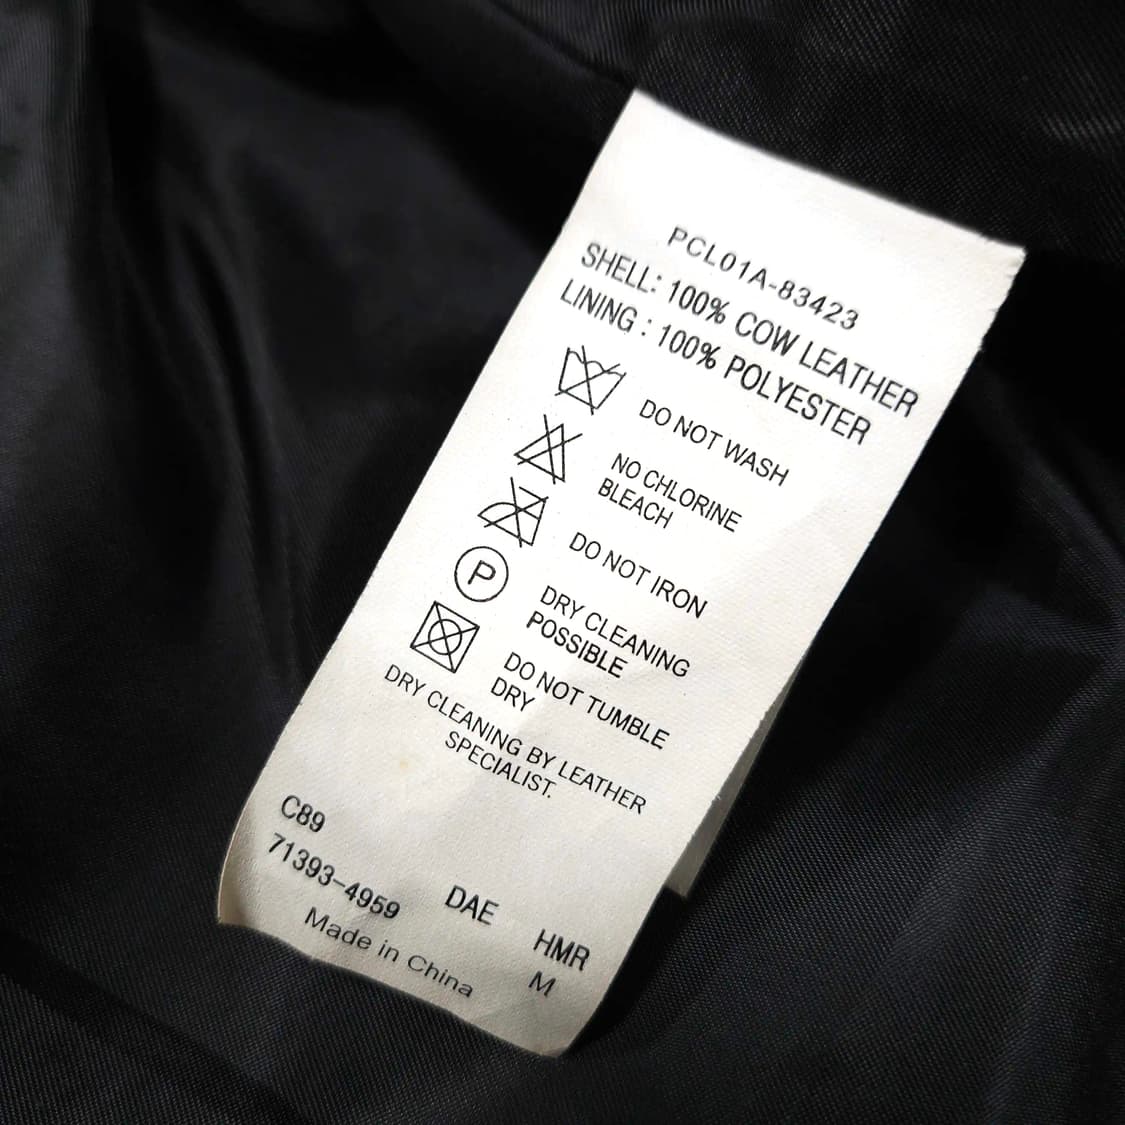 PCL01A-83423
SHELL: 100% COW LEATHER
LINING : 100% POLYESTER
DO NOT WASH
NO CHLORINE
BLEACH
DO NOT IRON
P
DRY CLEANING
POSSIBLE
DO NOT TUMBLE
DRY
DRY CLEANING BY LEATHER
SPECIALIST.
C89 DAE HMR
71393-4959 M
Made in China